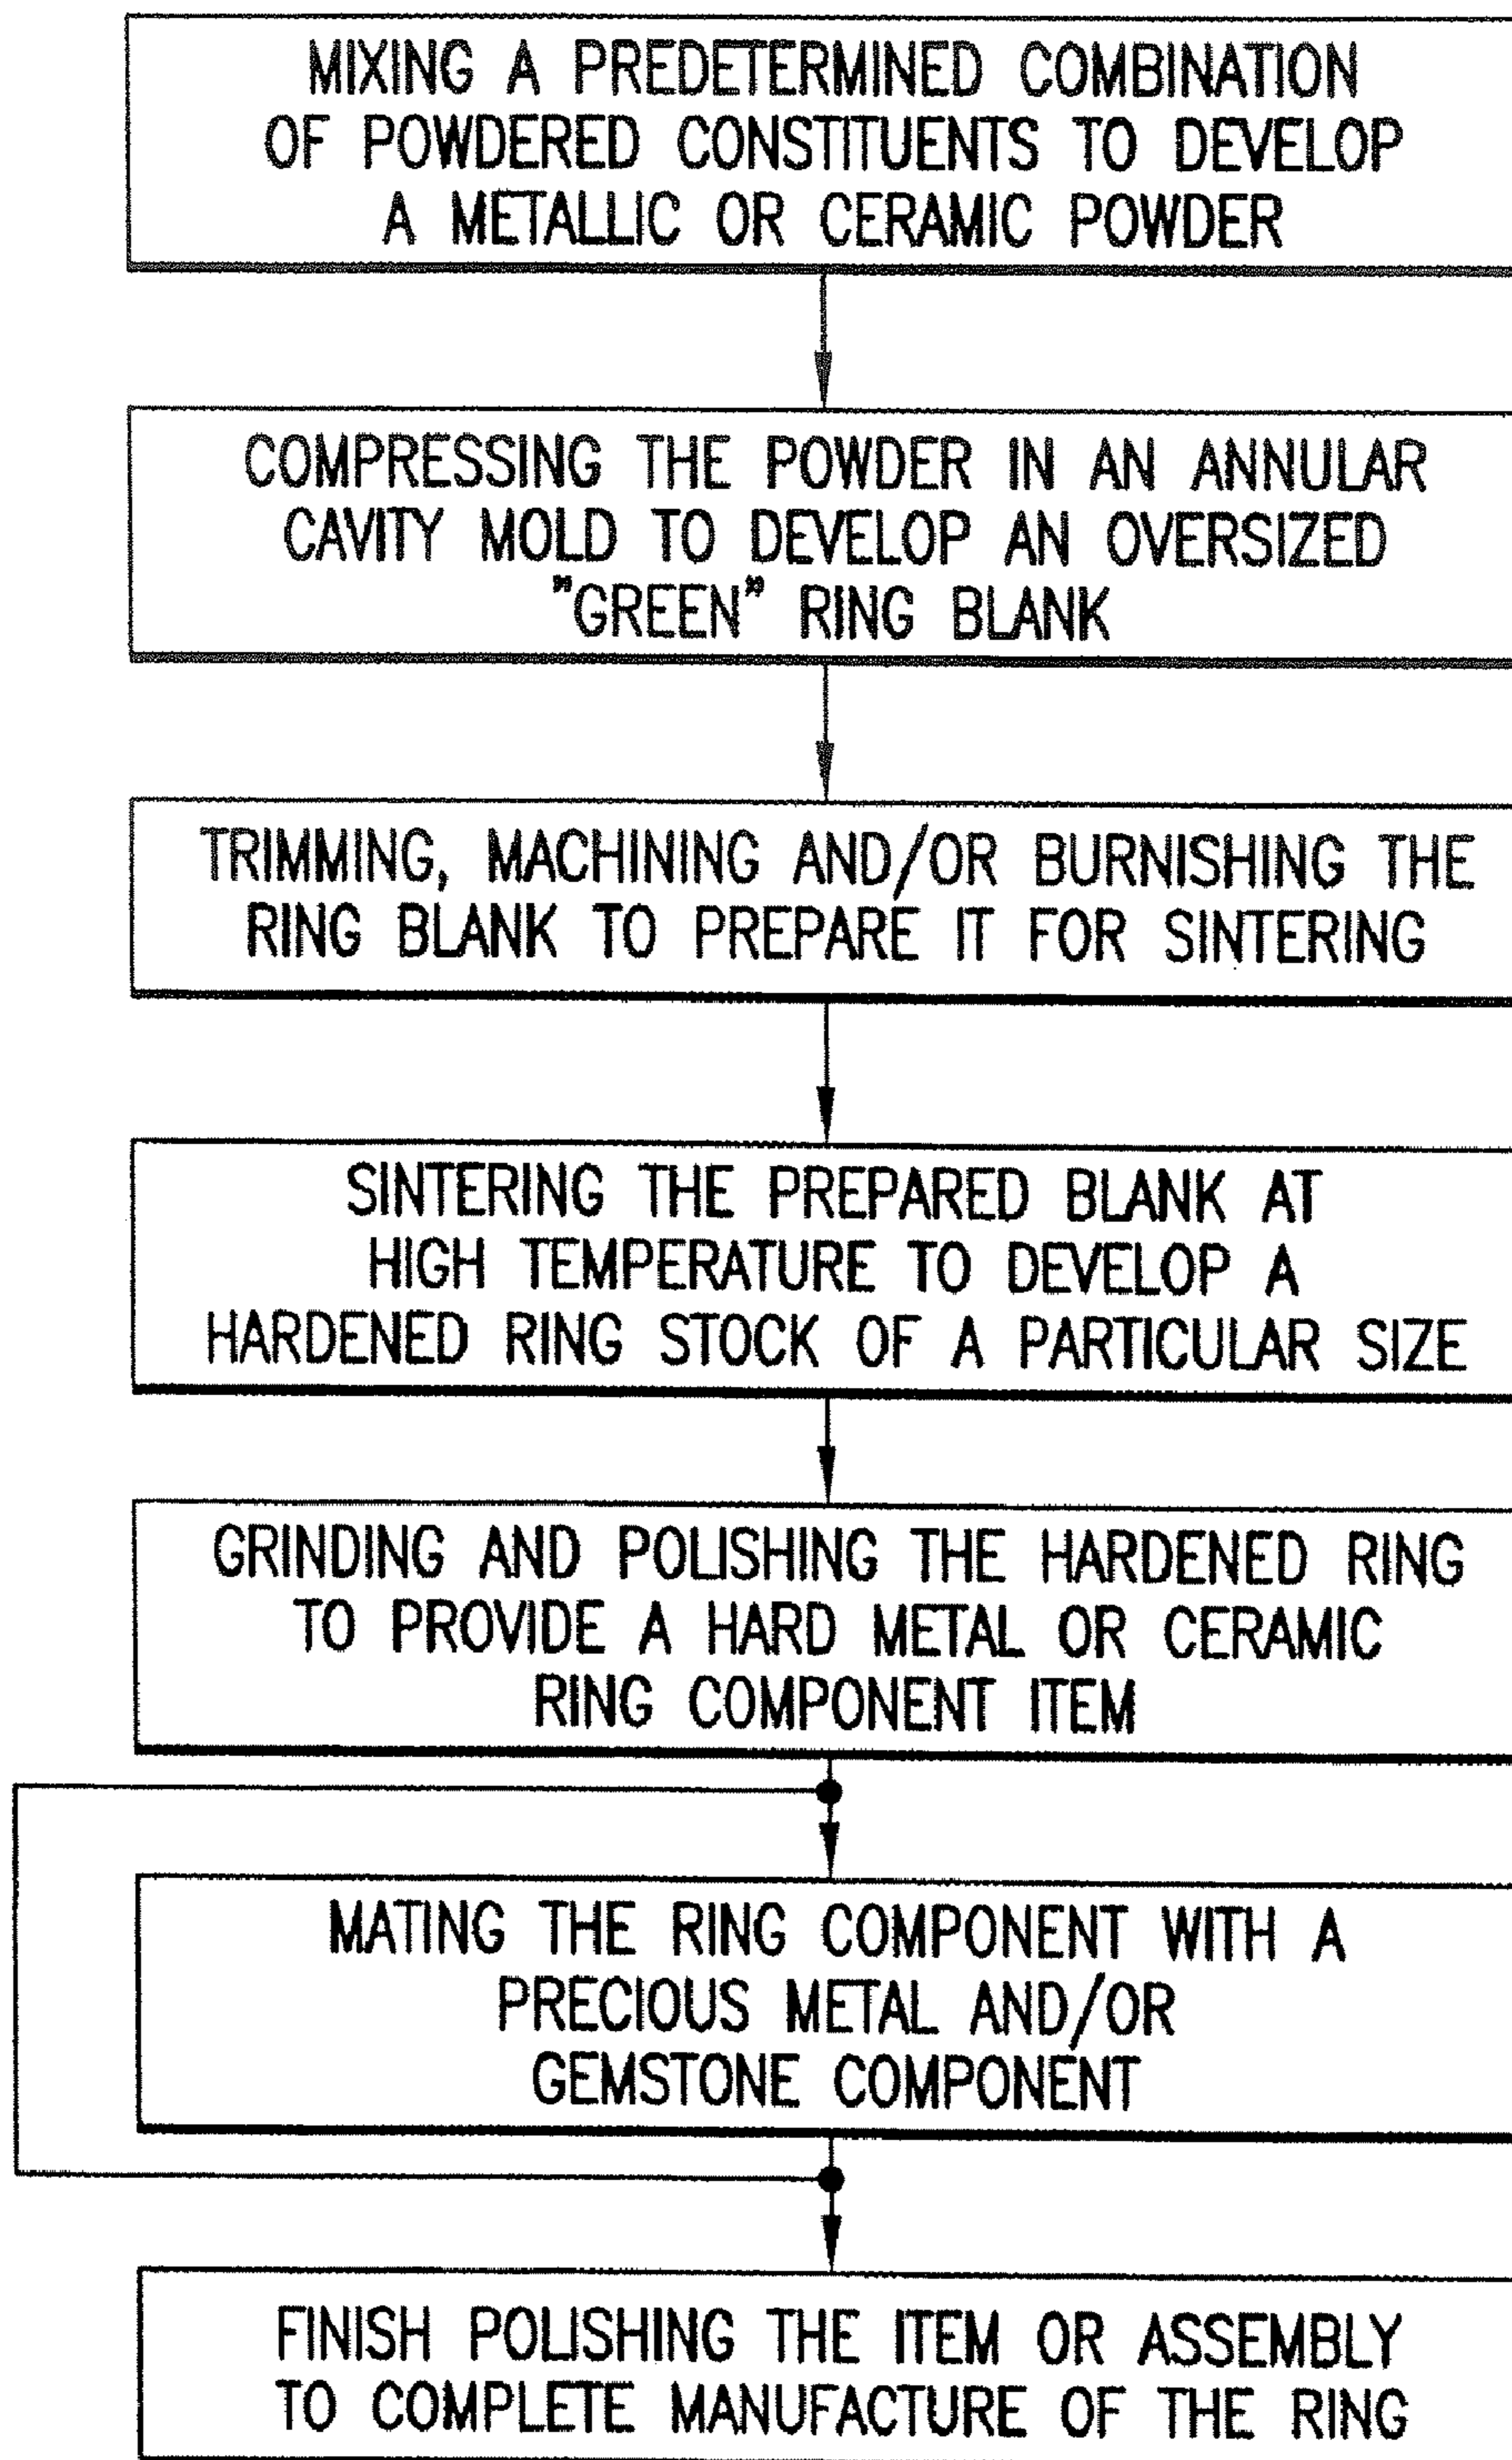 MIXING A PREDETERMINED COMBINATION
OF POWDERED CONSTITUENTS TO DEVELOP
A METALLIC OR CERAMIC POWDER
COMPRESSING THE POWDER IN AN ANNULAR
CAVITY MOLD TO DEVELOP AN OVERSIZED
"GREEN" RING BLANK
TRIMMING, MACHINING AND/OR BURNISHING THE
RING BLANK TO PREPARE IT FOR SINTERING
SINTERING THE PREPARED BLANK AT
HIGH TEMPERATURE TO DEVELOP A
HARDENED RING STOCK OF A PARTICULAR SIZE
GRINDING AND POLISHING THE HARDENED RING
TO PROVIDE A HARD METAL OR CERAMIC
RING COMPONENT ITEM
MATING THE RING COMPONENT WITH A
PRECIOUS METAL AND/OR
GEMSTONE COMPONENT
FINISH POLISHING THE ITEM OR ASSEMBLY
TO COMPLETE MANUFACTURE OF THE RING